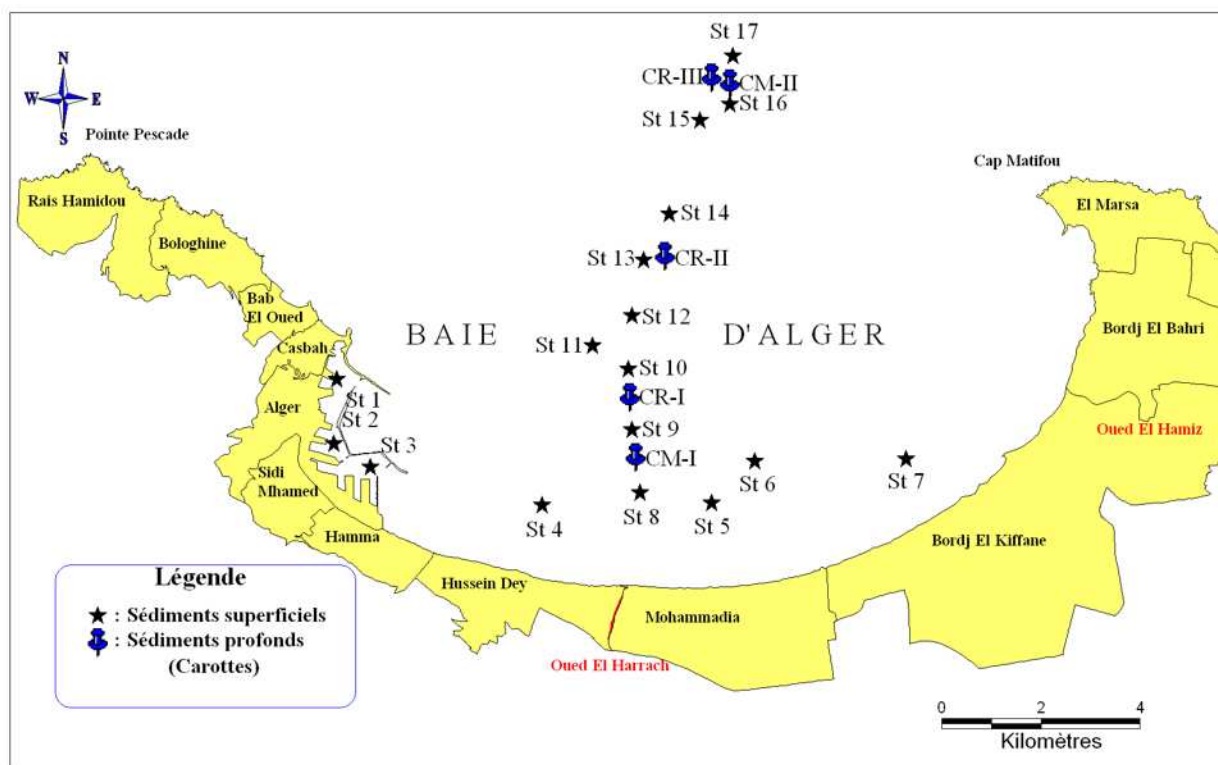 St 17
N
CR-III
CM-II
W
E
St 16
S
St 15
Pointe Pescade
Cap Matifou
Rais Hamidou
El Marsa
St 14
Bologhine
St 13
CR-II
Bab
El Oued
St 12
BAIE
D'ALGER
Bordj El Bahri
Casbah
St 11
St 10
St 1
CR-I
Alger
St 2
St 9
Oued El Hamiz
St 3
CM-I
Sidi
Mhamed
St 6
St 7
St 4
St 8
St 5
Hamma
Bordj El Kiffane
Légende
Hussein Dey
: Sédiments superficiels
Mohammadia
: Sédiments profonds
(Carottes)
Oued El Harrach
0 2 4
Kilomètres